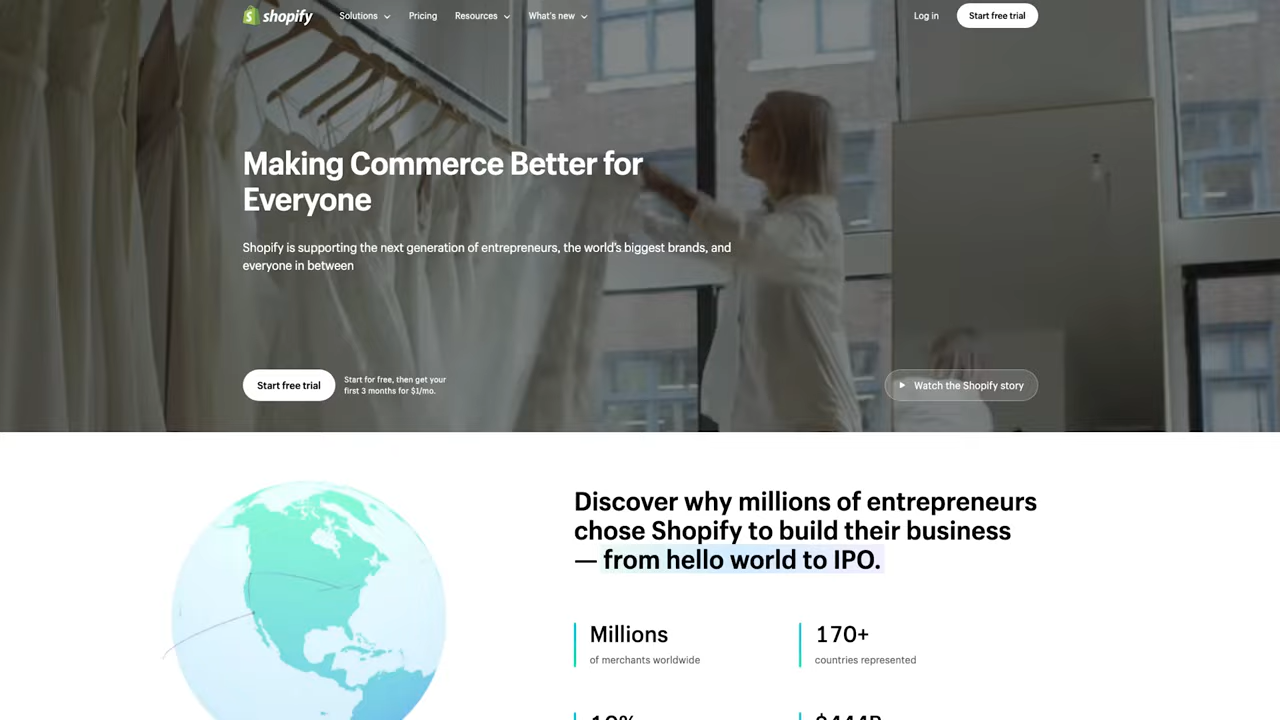 shopify
Solutions
Pricing
Resources
What's new
Log in
Start free trial
Making Commerce Better for
Everyone
Shopify is supporting the next generation of entrepreneurs, the world's biggest brands, and
everyone in between
Start free trial
Start for free, then get your
first 3 months for $1/mo.
Watch the Shopify story
Discover why millions of entrepreneurs
chose Shopify to build their business
— from hello world to IPO.
Millions
of merchants worldwide
170+
countries represented